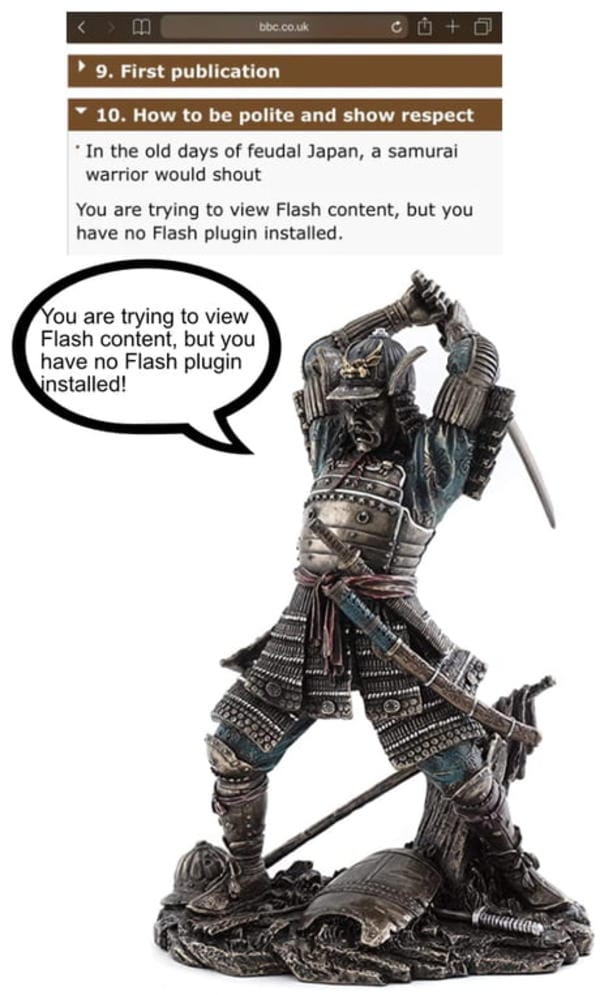 bbc.co.uk
9. First publication
10. How to be polite and show respect
In the old days of feudal Japan, a samurai
warrior would shout
You are trying to view Flash content, but you
have no Flash plugin installed.
You are trying to view
Flash content, but you
have no Flash plugin
installed!